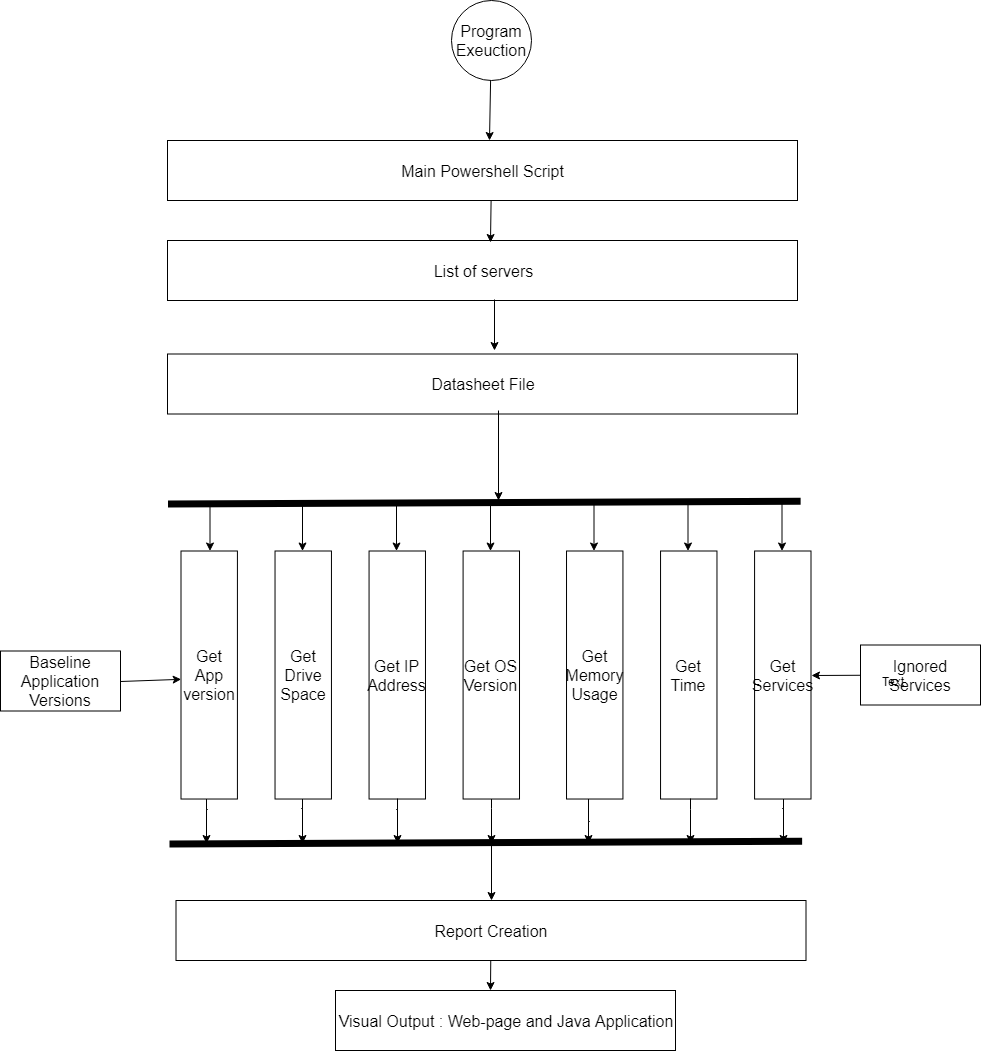 Program
Exeuction
Main Powershell Script
List of servers
Datasheet File
Get
App
version
Get
Drive
Space
Get IP
Address
Get OS
Version
Get
Memory
Usage
Get
Time
Get
Services
Baseline
Application
Versions
Ignored
Services
Text
Report Creation
Visual Output : Web-page and Java Application